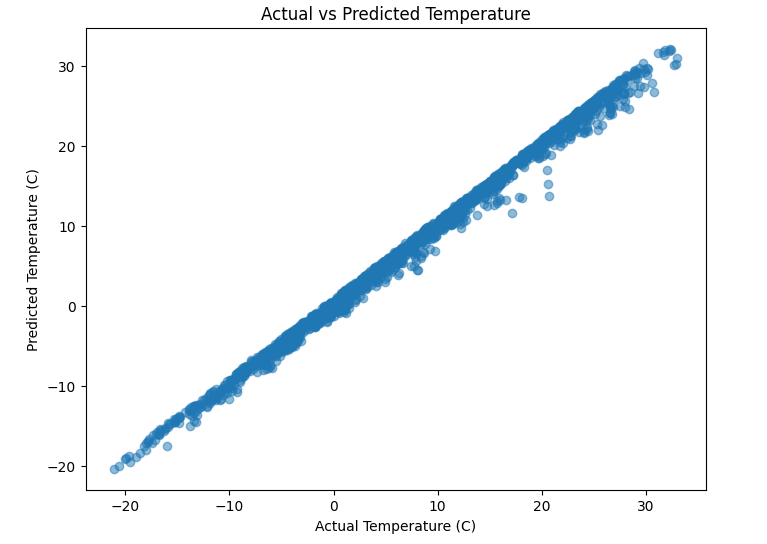 Actual vs Predicted Temperature
Predicted Temperature (C)
30
20
10
0
−10
−20
−20 −10 0 10 20 30
Actual Temperature (C)